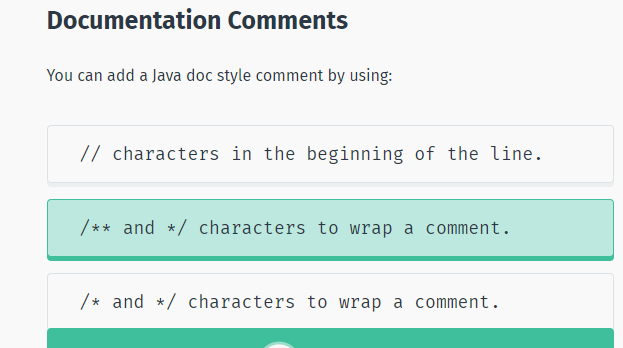 Documentation Comments
You can add a Java doc style comment by using:
// characters in the beginning of the line.
/** and */ characters to wrap a comment.
/* and */ characters to wrap a comment.